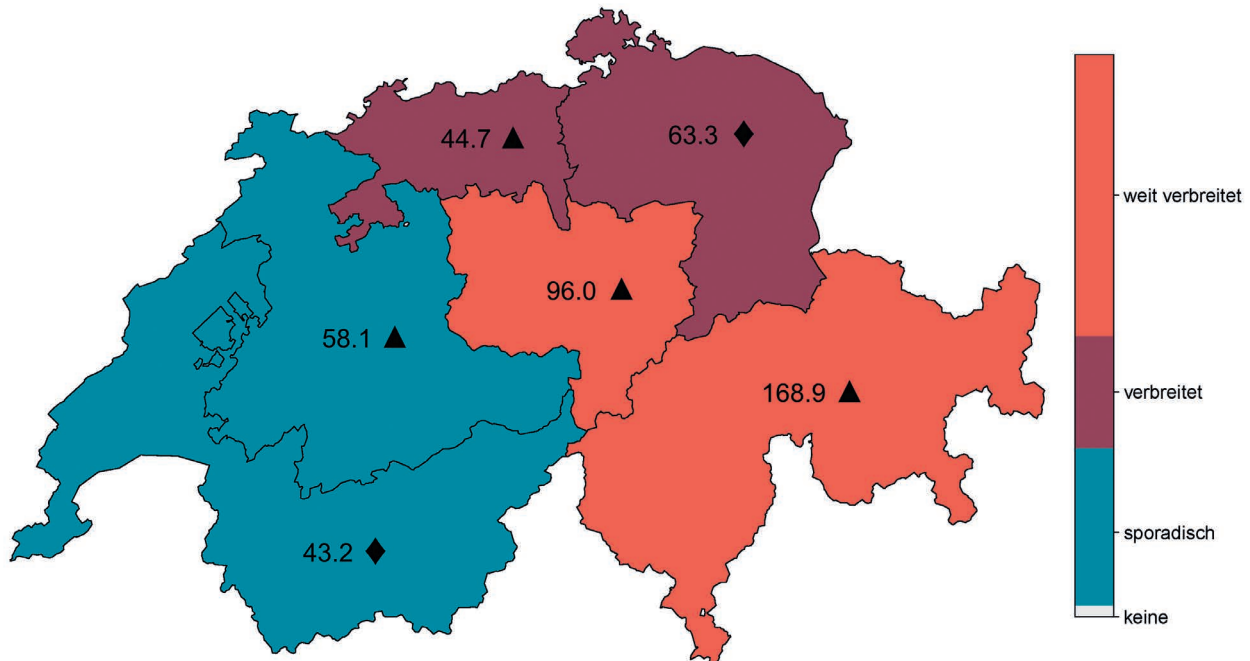 44.7 ▲
63.3 ♦
96.0 ▲
58.1 ▲
168.9 ▲
43.2 ♦
weit verbreitet
verbreitet
sporadisch
keine